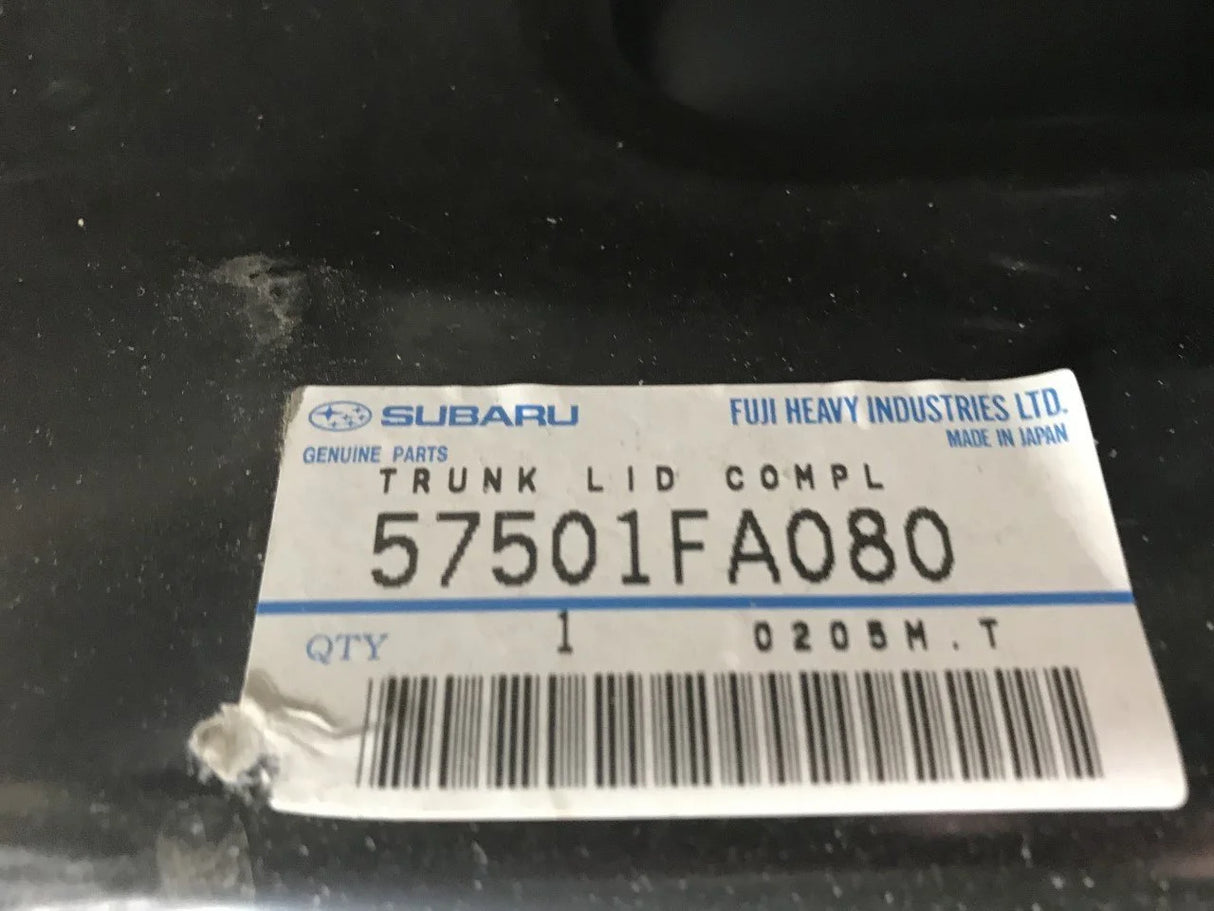 SUBARU FUJI HEAVY INDUSTRIES LTD.
GENUINE PARTS MADE IN JAPAN
TRUNK LID COMPL
57501FA080
QTY 1 0205M.T